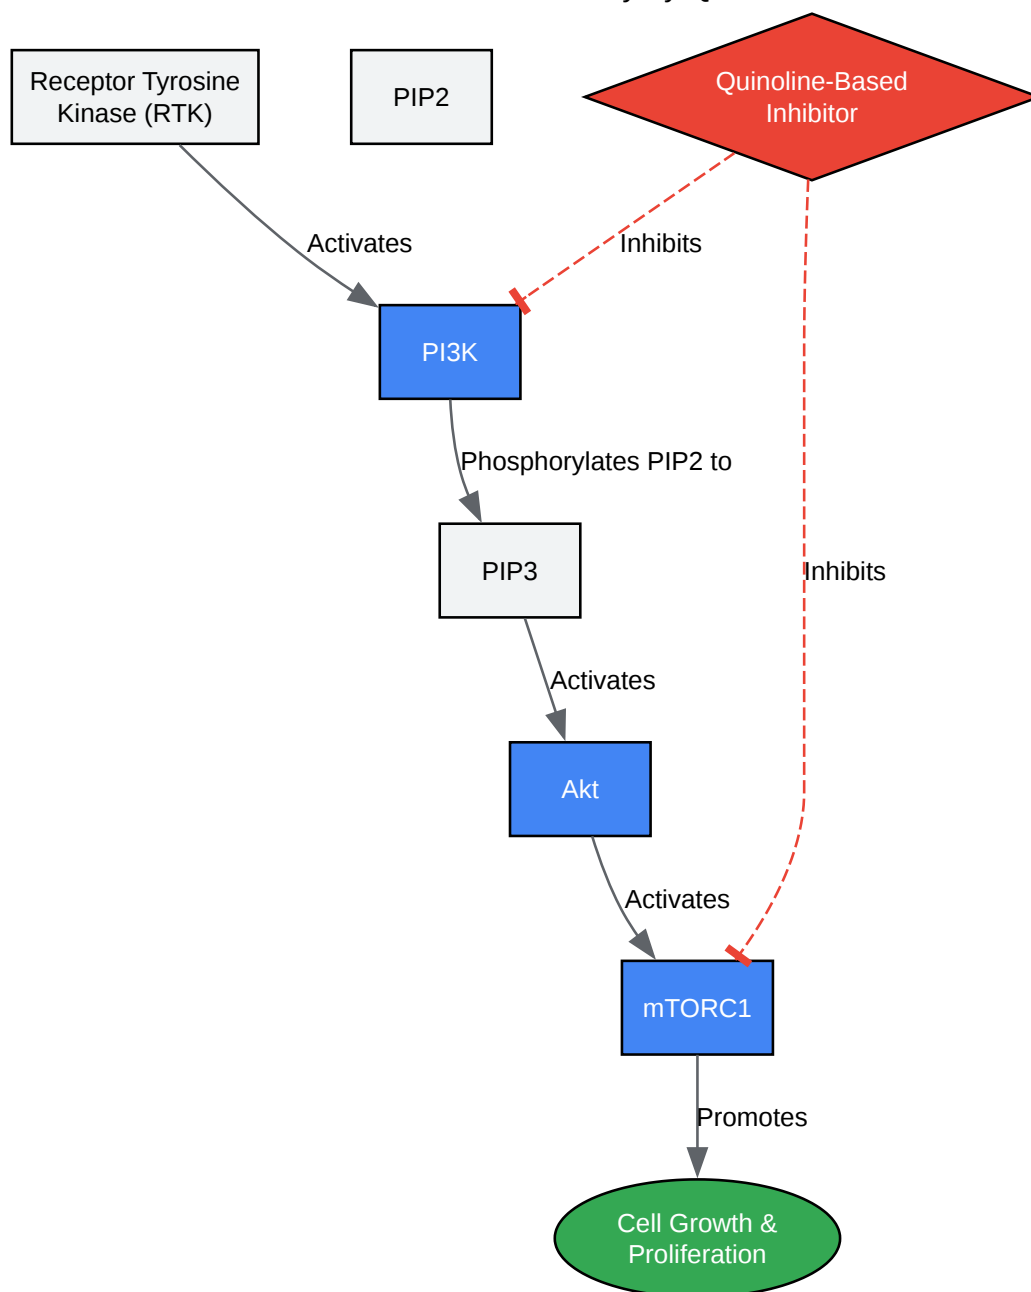 Receptor Tyrosine
Kinase (RTK)
PIP2
Quinoline-Based
Inhibitor
Activates
Inhibits
PI3K
Phosphorylates PIP2 to
PIP3
Inhibits
Activates
Akt
Activates
mTORC1
Promotes
Cell Growth &
Proliferation